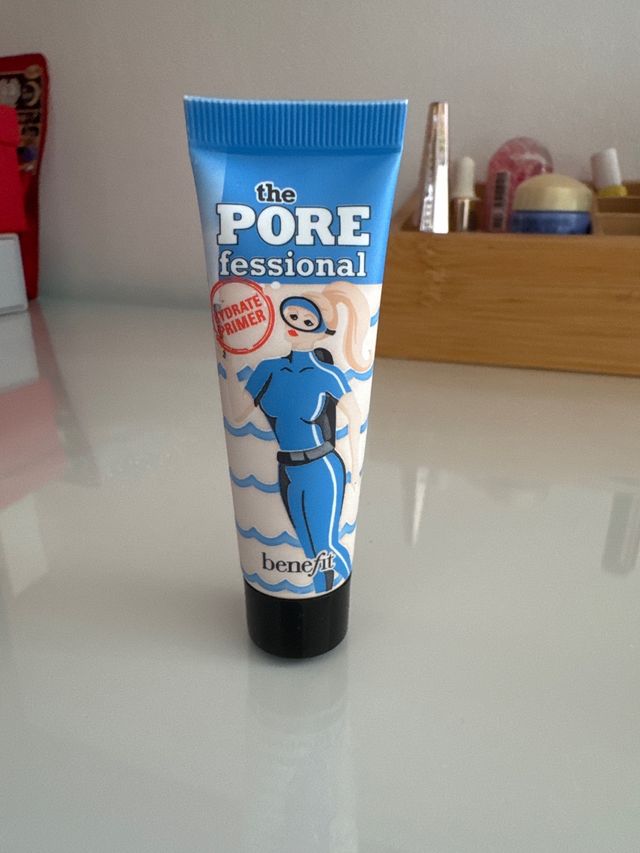 the
PORE
fessional
HYDRATE
PRIMER
benefit